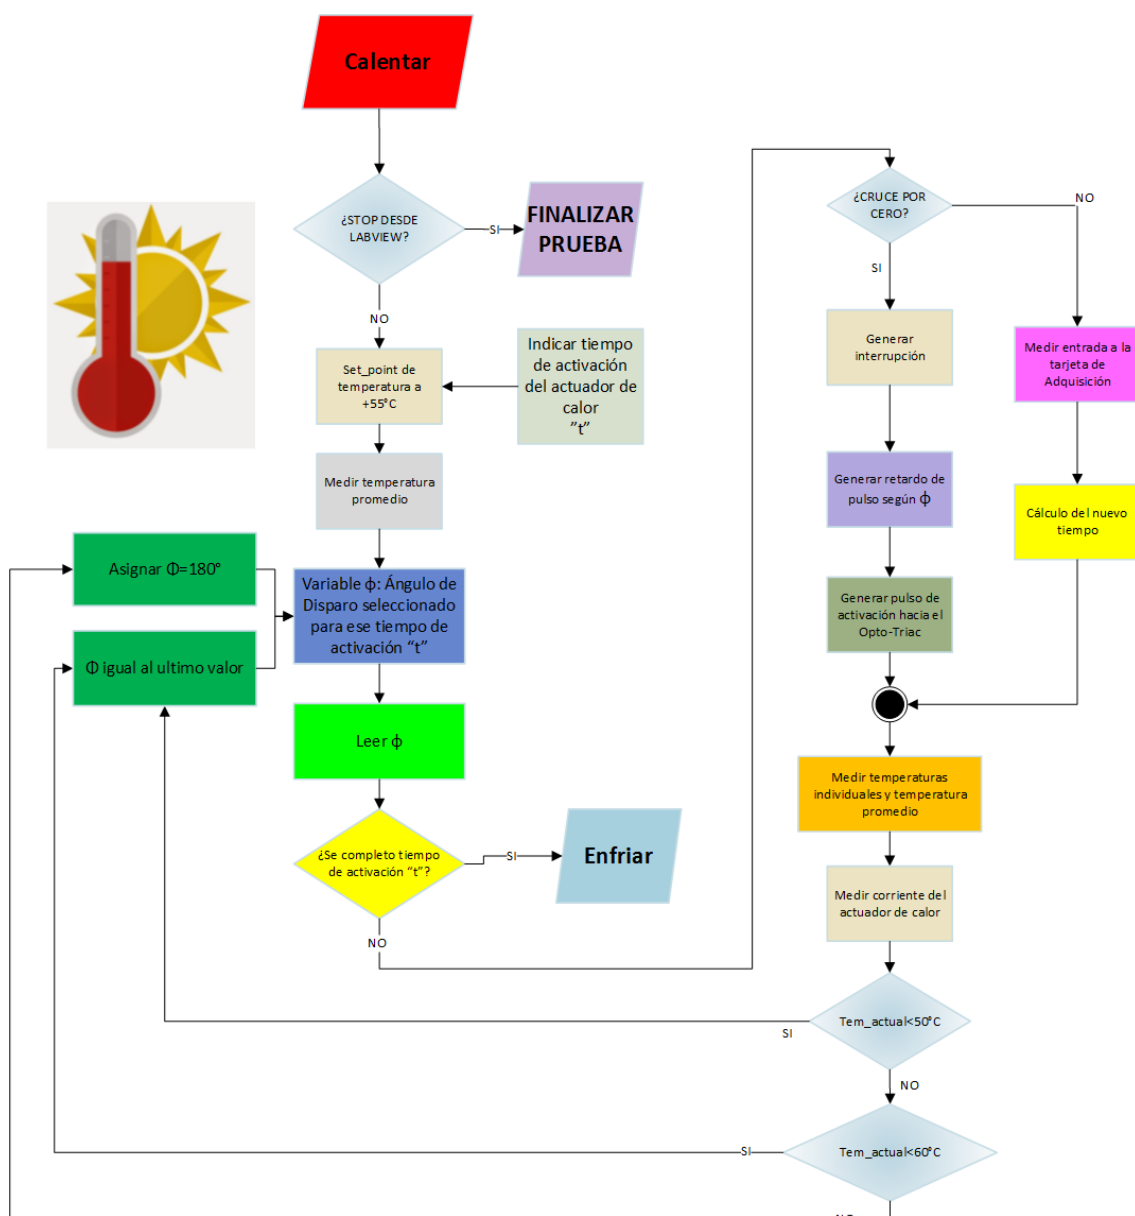 Calentar
¿STOP DESDE
LABVIEW?
SI
FINALIZAR
PRUEBA
NO
Set_point de
temperatura a
+55°C
Indicar tiempo
de activación
del actuador de
calor
"t"
Medir temperatura
promedio
Asignar Φ=180°
Φ igual al ultimo valor
Variable ϕ: Ángulo de
Disparo seleccionado
para ese tiempo de
activación "t"
Leer ϕ
¿Se completo tiempo
de activación "t"?
SI
Enfriar
NO
¿CRUCE POR
CERO?
NO
SI
Generar
interrupción
Medir entrada a la
tarjeta de
Adquisición
Generar retardo de
pulso según ϕ
Cálculo del nuevo
tiempo
Generar pulso de
activación hacia el
Opto-Triac
Medir temperaturas
individuales y temperatura
promedio
Medir corriente del
actuador de calor
Tem_actual<50°C
SI
NO
Tem_actual<60°C
SI
NO